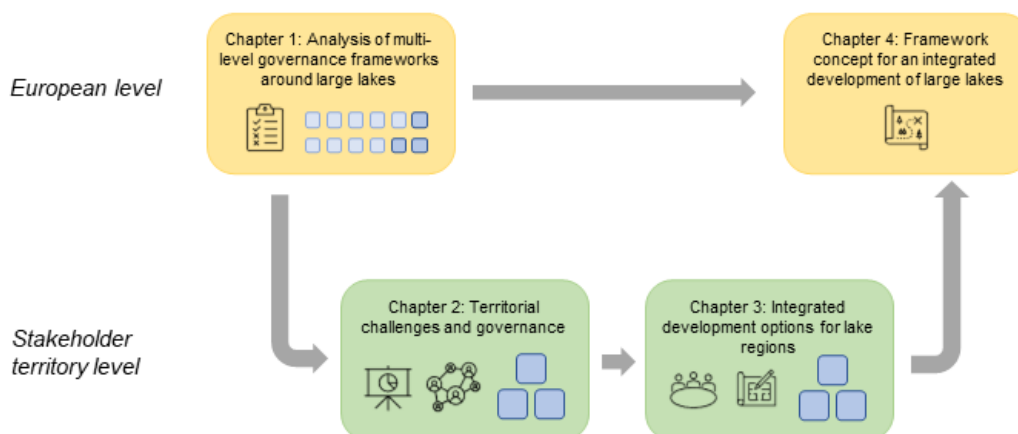 European level
Chapter 1: Analysis of multi-
level governance frameworks
around large lakes
Chapter 4: Framework
concept for an integrated
development of large lakes
Stakeholder
territory level
Chapter 2: Territorial
challenges and governance
Chapter 3: Integrated
development options for lake
regions